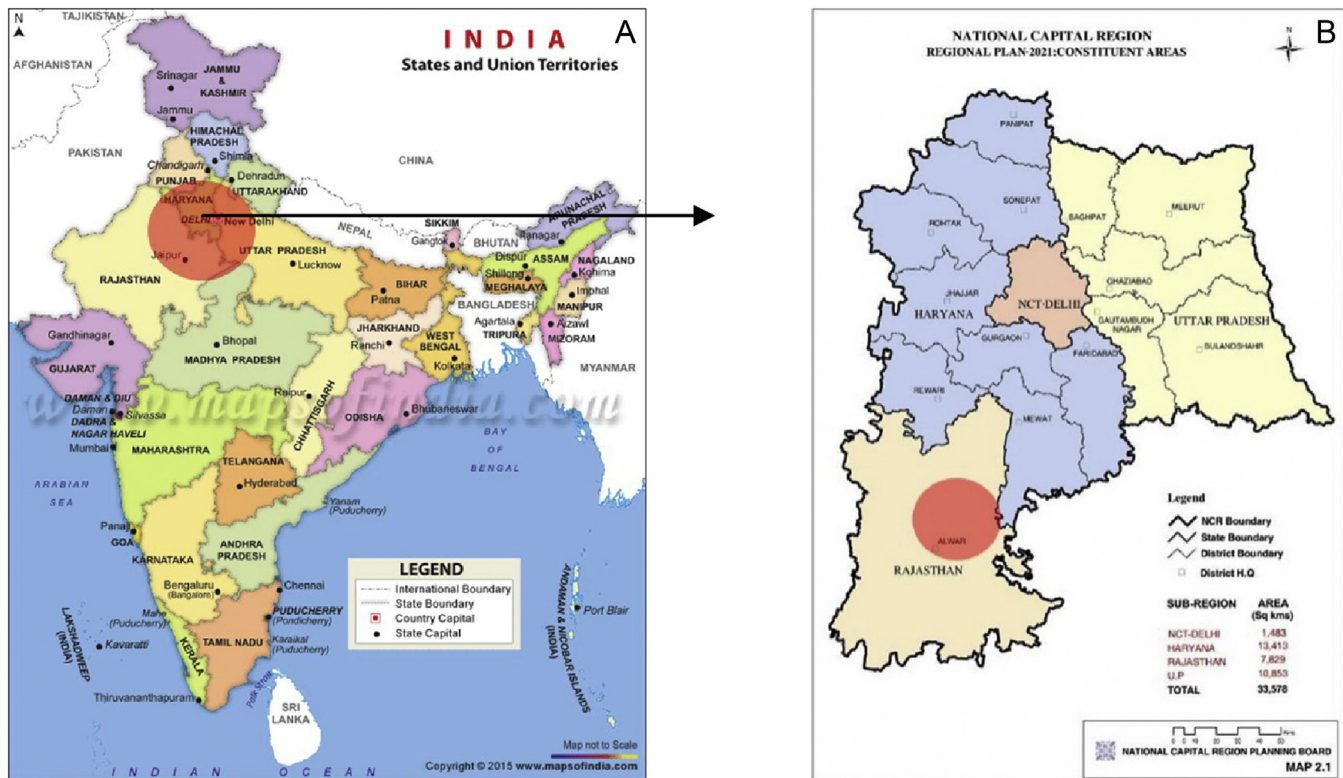 A
INDIA
States and Union Territories
N
TAJIKISTAN
AFGHANISTAN
PAKISTAN
CHINA
NEPAL
BHUTAN
BANGLADESH
MYANMAR
SRI
LANKA
Srinagar
JAMMU
&
KASHMIR
Jammu
HIMACHAL
PRADESH
Shimla
Chandigarh
PUNJAB
Dehradun
UTTARAKHAND
HARYANA
DELHI
New Delhi
Jaipur
RAJASTHAN
UTTAR PRADESH
Lucknow
SIKKIM
Gangtok
ARUNACHAL
PRADESH
Itanagar
Dispur
ASSAM
NAGALAND
Kohima
Shillong
MEGHALAYA
Imphal
MANIPUR
Agartala
TRIPURA
Aizawl
MIZORAM
BIHAR
Patna
JHARKHAND
Ranchi
WEST
BENGAL
Kolkata
Gandhinagar
GUJARAT
Bhopal
MADHYA PRADESH
Raipur
CHHATTISGARH
ODISHA
Bhubaneswar
www.mapsofindia.com
DAMAN & DIU
Daman
Silvassa
DADRA &
NAGAR HAVELI
Mumbai
MAHARASHTRA
TELANGANA
Hyderabad
Yanam
(Puducherry)
BAY
OF
BENGAL
ARABIAN
SEA
Panaji
GOA
KARNATAKA
ANDHRA
PRADESH
Bengaluru
(Bangalore)
Chennai
Mahe
(Puducherry)
PUDUCHERRY
(Pondicherry)
TAMIL NADU
Karaikal
(Puducherry)
KERALA
Thiruvananthapuram
LAKSHADWEEP
(INDIA)
Kavaratti
Palk Strait
ANDAMAN & NICOBAR ISLANDS
(INDIA)
Port Blair
LEGEND
International Boundary
State Boundary
Country Capital
State Capital
Map not to Scale
Copyright © 2015 www.mapsofindia.com
INDIAN OCEAN
B
NATIONAL CAPITAL REGION
REGIONAL PLAN-2021:CONSTITUENT AREAS
N
PANIPAT
SONEPAT
ROHTAK
BAGHPAT
MEERUT
JHAJJAR
HARYANA
NCT-DELHI
GHAZIABAD
GAUTAMBUDH
NAGAR
UTTAR PRADESH
BULANDSHAHR
GURGAON
FARIDABAD
REWARI
MEWAT
ALWAR
RAJASTHAN
Legend
NCR Boundary
State Boundary
District Boundary
District H.Q
SUB-REGION AREA
(Sq kms)
NCT-DELHI 1,483
HARYANA 13,413
RAJASTHAN 7,829
U.P 10,853
TOTAL 33,578
NATIONAL CAPITAL REGION PLANNING BOARD
MAP 2.1